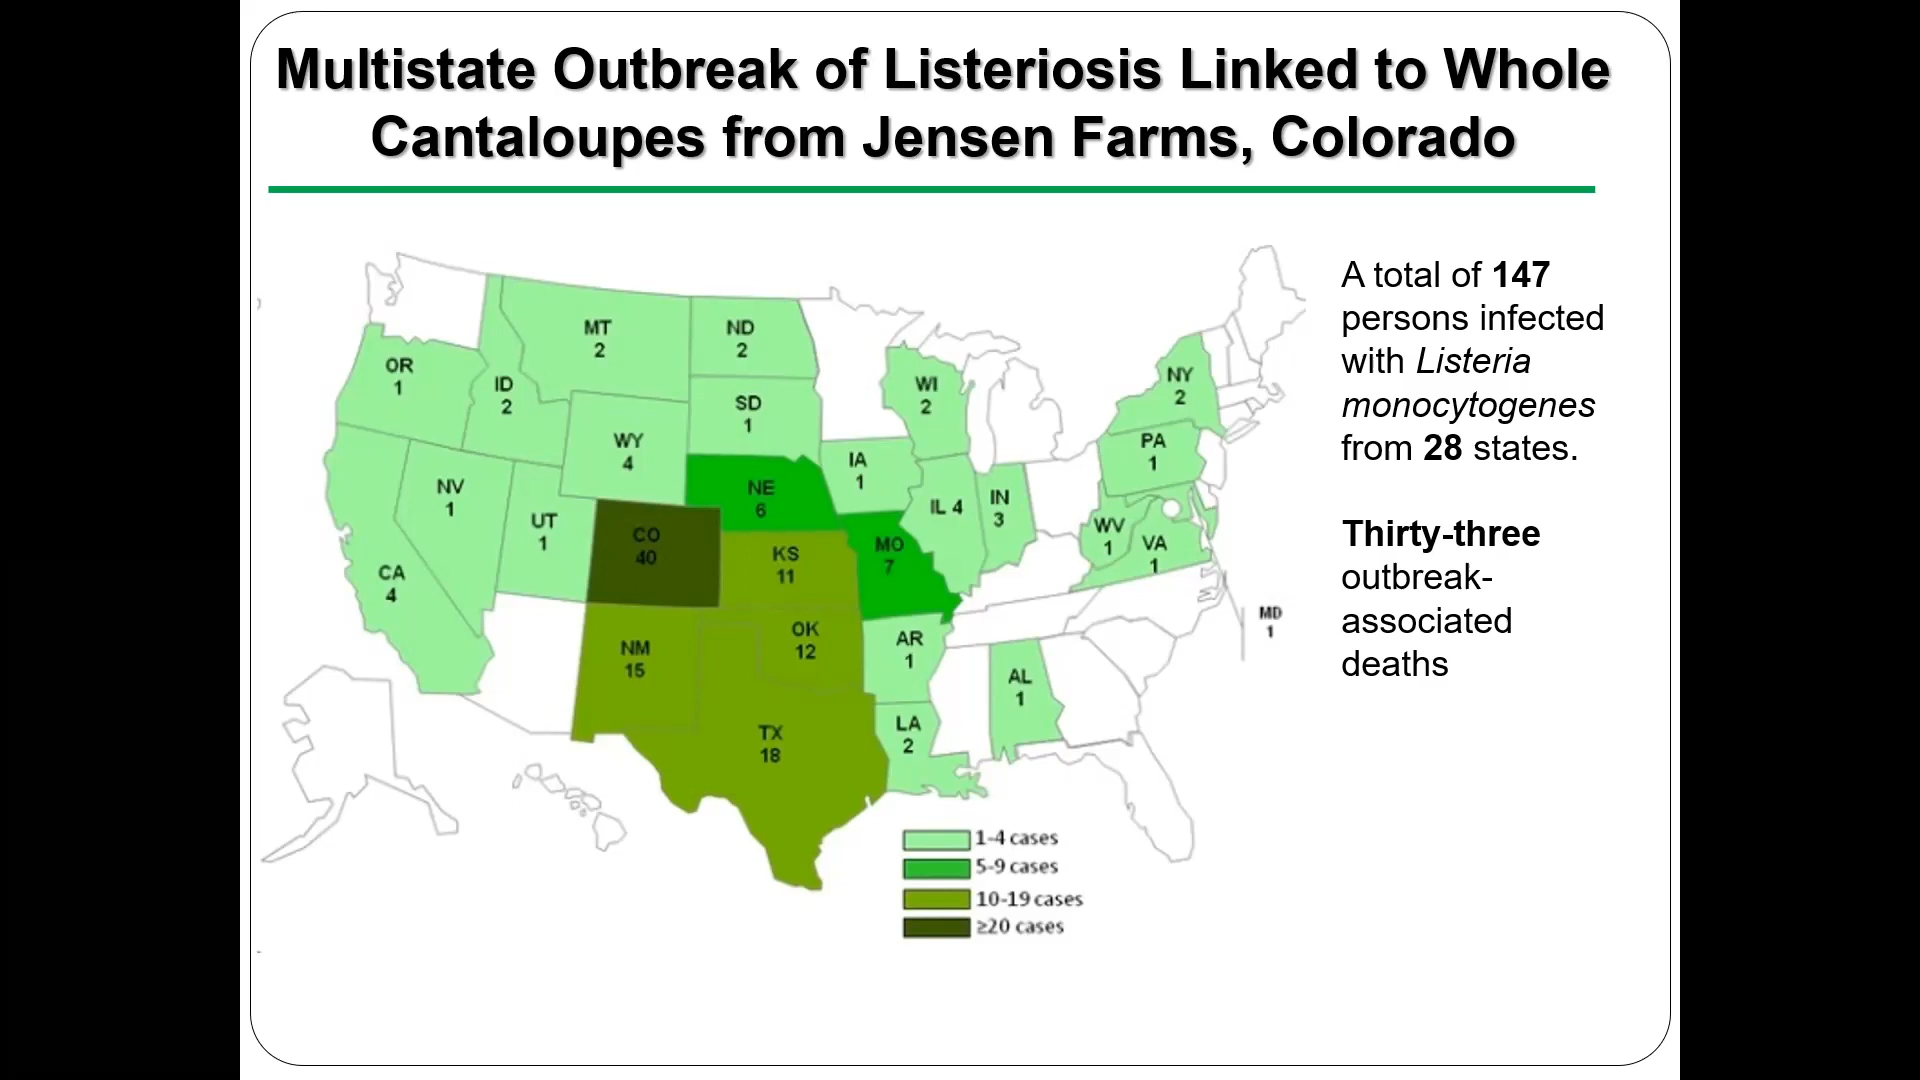 Multistate Outbreak of Listeriosis Linked to Whole
Cantaloupes from Jensen Farms, Colorado
A total of 147
persons infected
with Listeria
monocytogenes
from 28 states.
Thirty-three
outbreak-
associated
deaths
MT
2
ND
2
OR
1
ID
2
SD
1
WI
2
NY
2
WY
4
IA
1
PA
1
NV
1
NE
6
IL 4
IN
3
UT
1
CO
40
KS
11
MO
7
WV
1
VA
1
CA
4
MD
1
NM
15
OK
12
AR
1
AL
1
TX
18
LA
2
1-4 cases
5-9 cases
10-19 cases
≥20 cases